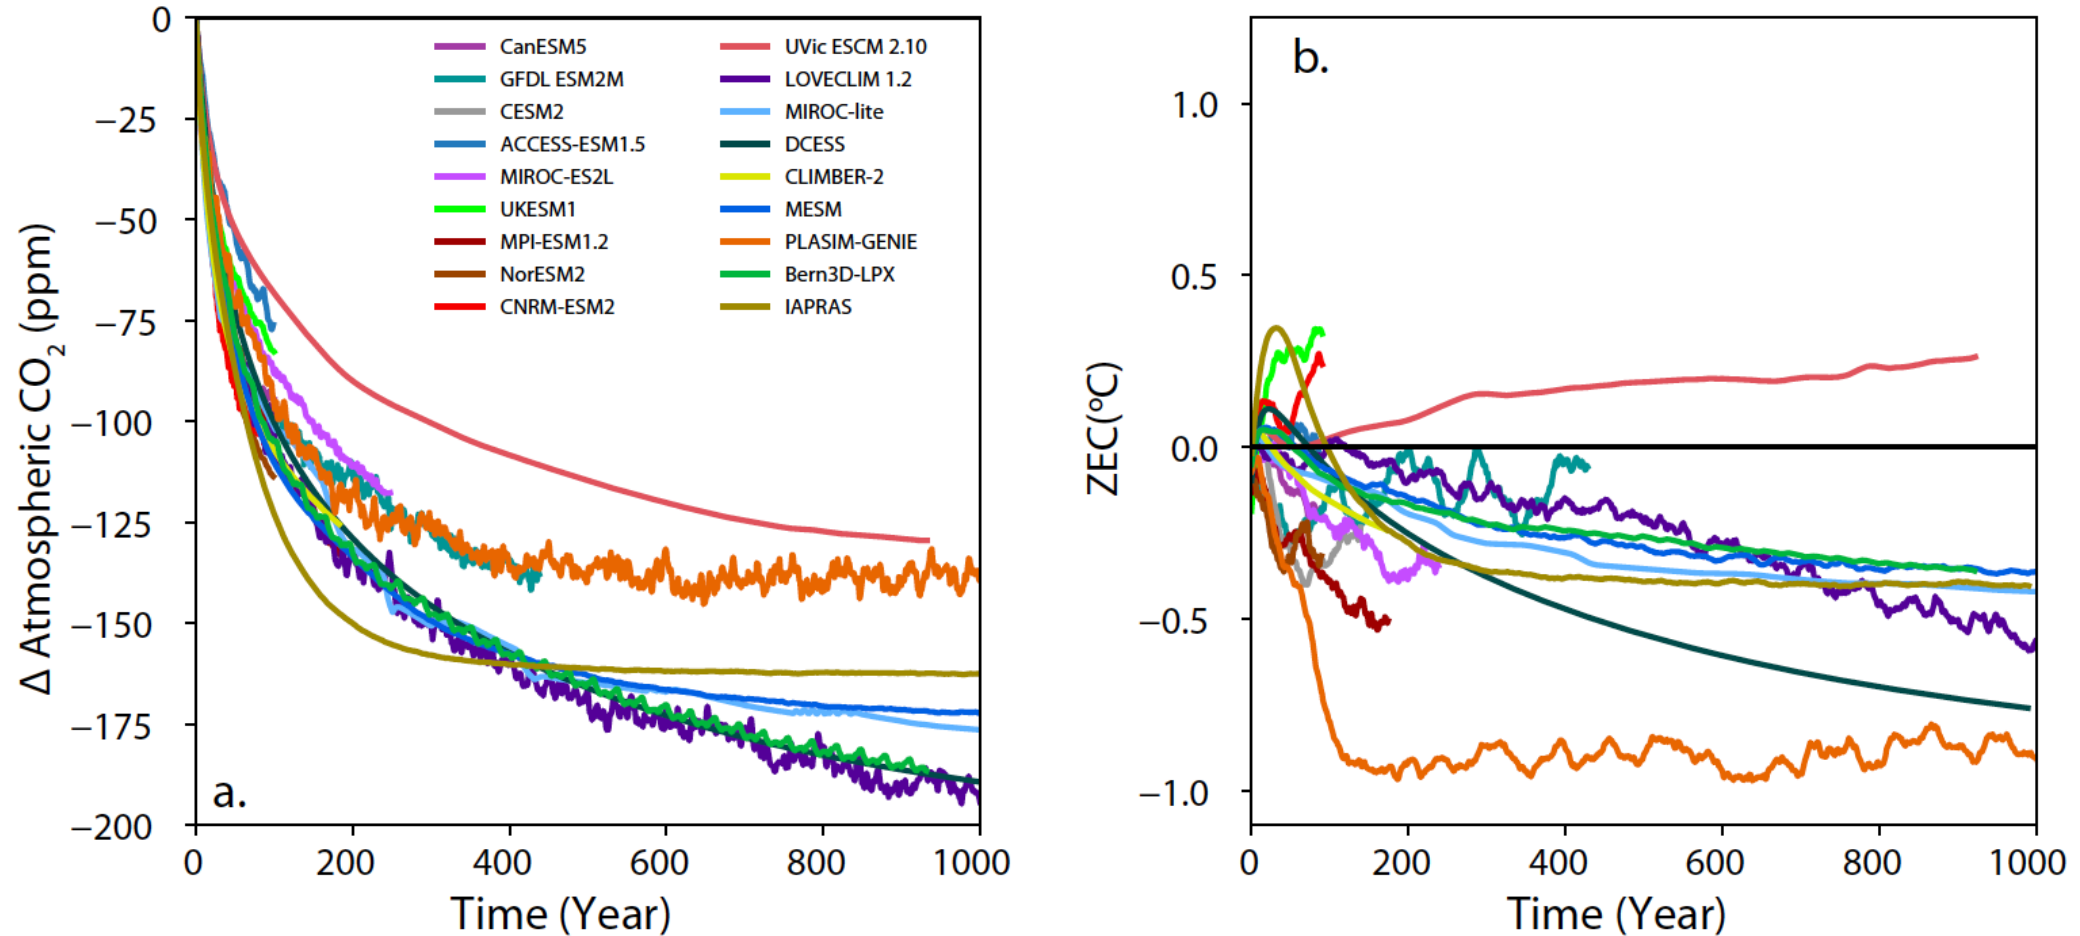 0
−25
−50
−75
−100
−125
−150
−175
−200
Δ Atmospheric CO2 (ppm)
CanESM5
GFDL ESM2M
CESM2
ACCESS-ESM1.5
MIROC-ES2L
UKESM1
MPI-ESM1.2
NorESM2
CNRM-ESM2
UVic ESCM 2.10
LOVECLIM 1.2
MIROC-lite
DCESS
CLIMBER-2
MESM
PLASIM-GENIE
Bern3D-LPX
IAPRAS
a.
0 200 400 600 800 1000
Time (Year)
b.
1.0
0.5
0.0
−0.5
−1.0
ZEC(ºC)
0 200 400 600 800 1000
Time (Year)